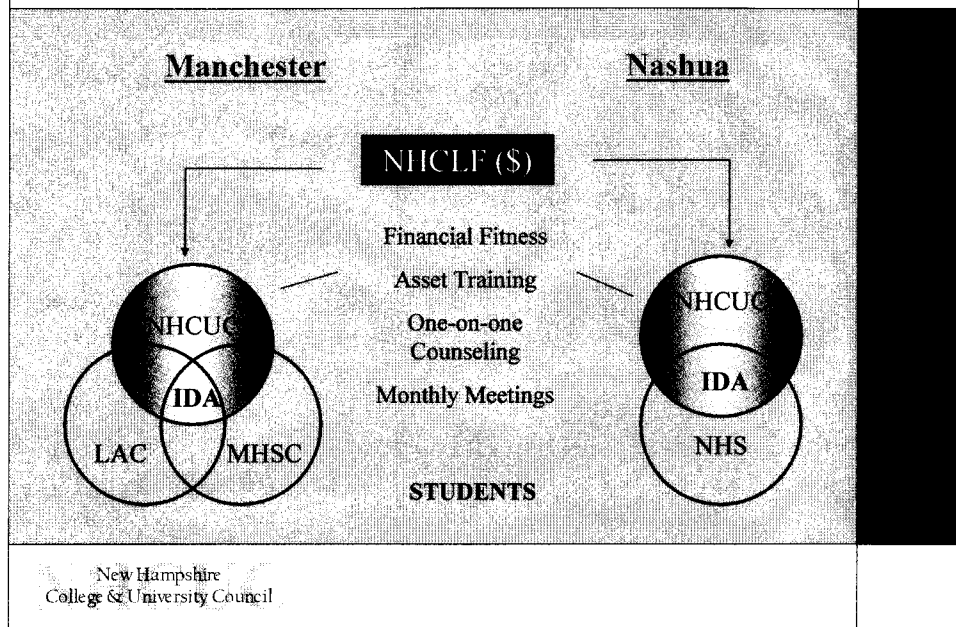 Manchester
Nashua
NHCLF ($)
Financial Fitness
Asset Training
One-on-one
Counseling
Monthly Meetings
STUDENTS
NHCUC
IDA
LAC
MHSC
NHCUC
IDA
NHS
New Hampshire
College & University Council